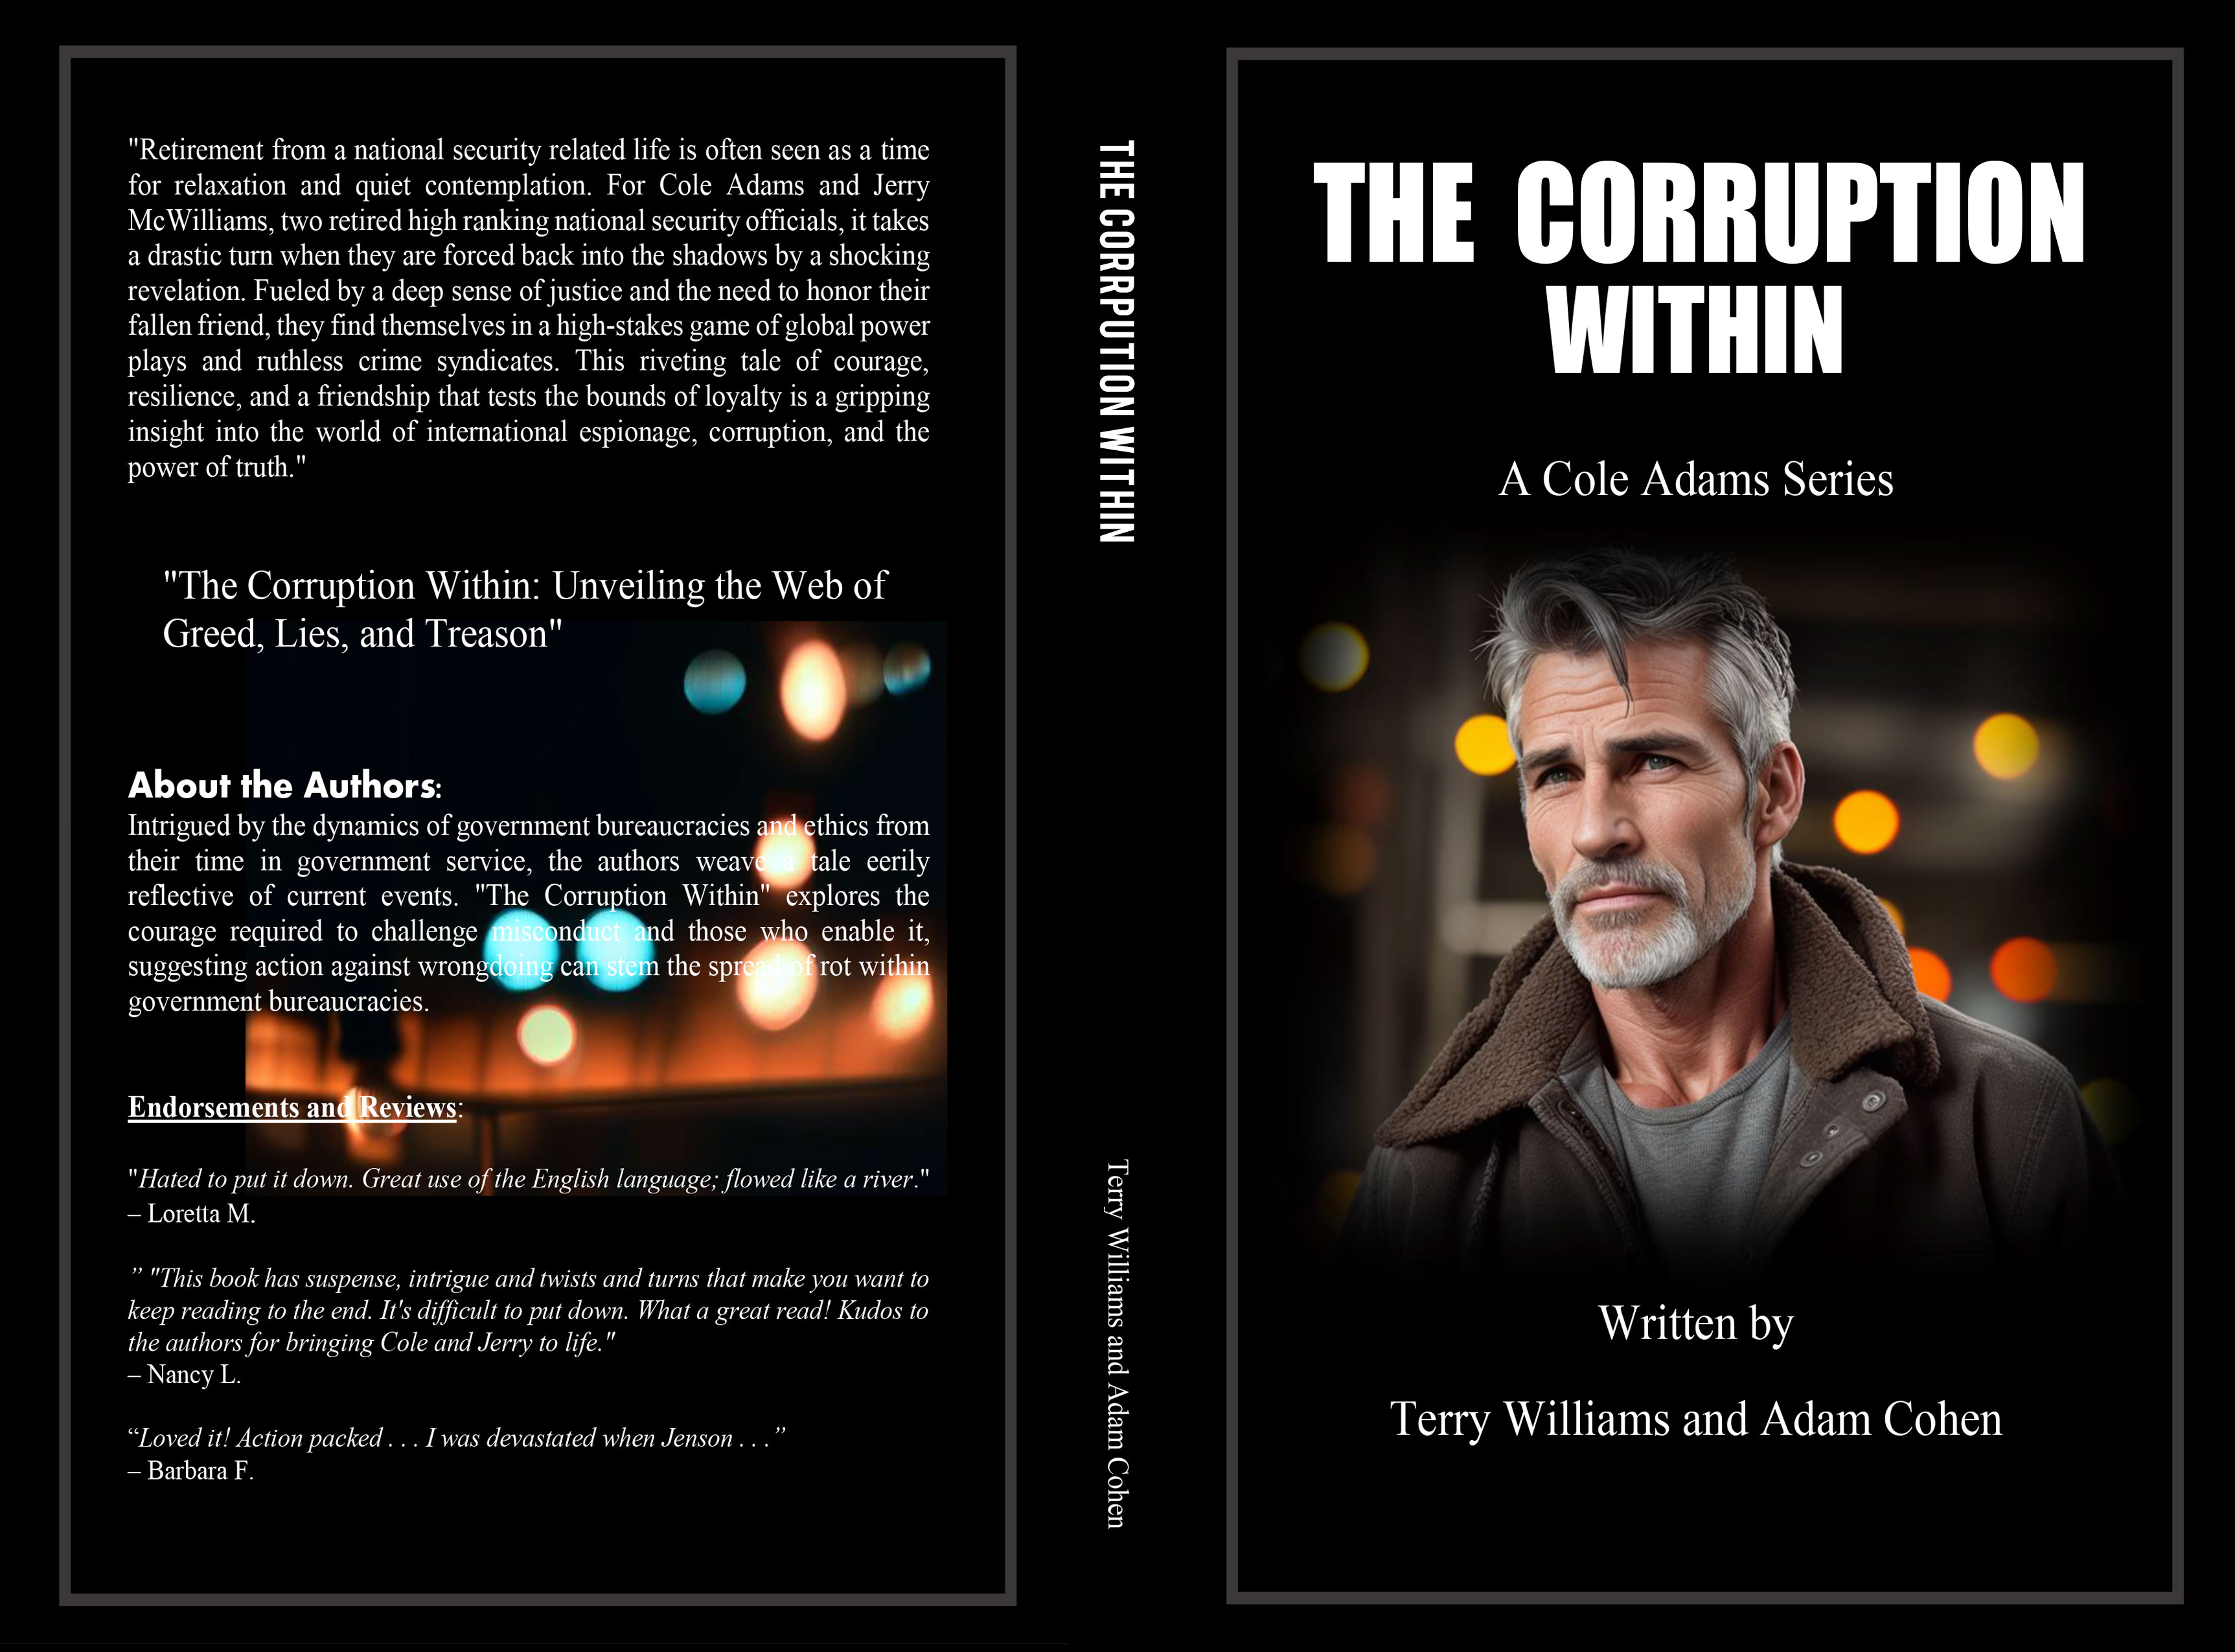 "Retirement from a national security related life is often seen as a time
for relaxation and quiet contemplation. For Cole Adams and Jerry
McWilliams, two retired high ranking national security officials, it takes
a drastic turn when they are forced back into the shadows by a shocking
revelation. Fueled by a deep sense of justice and the need to honor their
fallen friend, they find themselves in a high-stakes game of global power
plays and ruthless crime syndicates. This riveting tale of courage,
resilience, and a friendship that tests the bounds of loyalty is a gripping
insight into the world of international espionage, corruption, and the
power of truth."
"The Corruption Within: Unveiling the Web of
Greed, Lies, and Treason"
About the Authors:
Intrigued by the dynamics of government bureaucracies and ethics from
their time in government service, the authors weave a tale eerily
reflective of current events. "The Corruption Within" explores the
courage required to challenge misconduct and those who enable it,
suggesting action against wrongdoing can stem the spread of rot within
government bureaucracies.
Endorsements and Reviews:
"Hated to put it down. Great use of the English language; flowed like a river."
– Loretta M.
” "This book has suspense, intrigue and twists and turns that make you want to
keep reading to the end. It's difficult to put down. What a great read! Kudos to
the authors for bringing Cole and Jerry to life."
– Nancy L.
“Loved it! Action packed . . . I was devastated when Jenson . . .”
– Barbara F.
THE CORRPUTION WITHIN
Terry Williams and Adam Cohen
THE CORRUPTION
WITHIN
A Cole Adams Series
Written by
Terry Williams and Adam Cohen